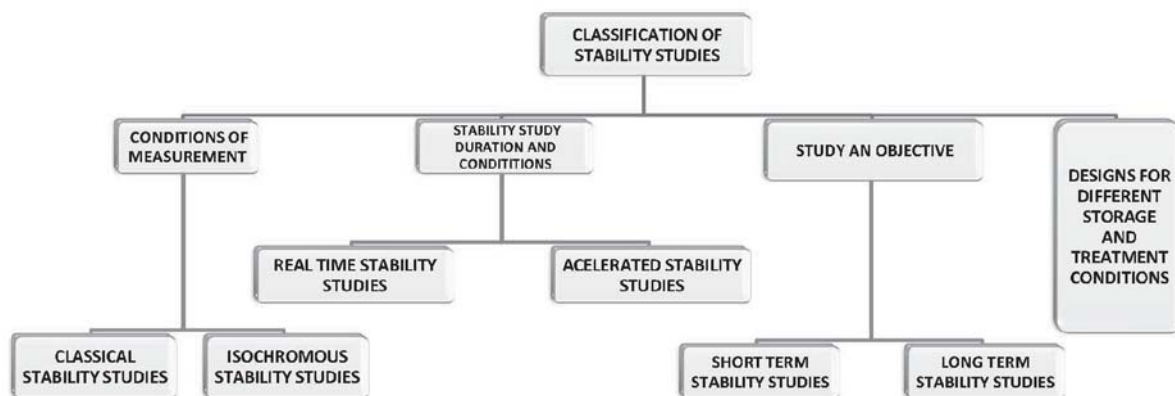 CLASSIFICATION OF
STABILITY STUDIES
CONDITIONS OF
MEASUREMENT
STABILITY STUDY
DURATION AND
CONDITITIONS
STUDY AN OBJECTIVE
DESIGNS FOR
DIFFERENT
STORAGE
AND
TREATMENT
CONDITIONS
REAL TIME STABILITY
STUDIES
ACELERATED STABILITY
STUDIES
CLASSICAL
STABILITY STUDIES
ISOCHROMOUS
STABILITY STUDIES
SHORT TERM
STABILITY STUDIES
LONG TERM
STABILITY STUDIES